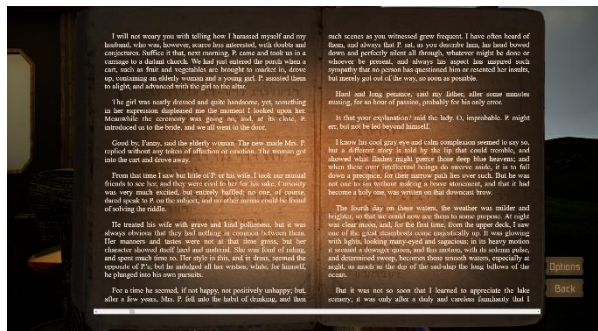 I will not weary you with telling how I harassed myself and my
husband, who was, however, scarce less interested, with doubts and
conjectures. Suffice it that, next morning, P. came and took us in a
carriage to a distant church. We had just entered the porch when a
cart, such as fruit and vegetables are brought to market in, drove
up, containing an elderly woman and a young girl. P. assisted them
to alight, and advanced with the girl to the altar.
The girl was neatly dressed and quite handsome, yet, something
in her expression displeased me the moment I looked upon her.
Meanwhile the ceremony was going on, and, at its close, P.
introduced us to the bride, and we all went to the door.
Good by, Fanny, said the elderly woman. The new made Mrs. P.
replied without any token of affection or emotion. The woman got
into the cart and drove away.
From that time I saw but little of P. or his wife. I took our mutual
friends to see her, and they were civil to her for his sake. Curiosity
was very much excited, but entirely baffled; no one, of course,
dared speak to P. on the subject, and no other means could be found
of solving the riddle.
He treated his wife with grave and kind politeness, but it was
always obvious that they had nothing in common between them.
Her manners and tastes were not at that time gross, but her
character showed itself hard and material. She was fond of riding,
and spent much time so. Her style in this, and in dress, seemed the
opposite of P.'s; but he indulged all her wishes, while, for himself,
he plunged into his own pursuits.
For a time he seemed, if not happy, not positively unhappy; but,
after a few years, Mrs. P. fell into the habit of drinking, and then
such scenes as you witnessed grew frequent. I have often heard of
them, and always that P. sat, as you describe him, his head bowed
down and perfectly silent all through, whatever might be done or
whoever be present, and always his aspect has inspired such
sympathy that no person has questioned him or resented her insults,
but merely got out of the way, so soon as possible.
Hard and long penance, said my father, after some minutes
musing, for an hour of passion, probably for his only error.
Is that your explanation? said the lady. O, improbable. P. might
err, but not be led beyond himself.
I know his cool gray eye and calm complexion seemed to say so,
but a different story is told by the lip that could tremble, and
showed what flashes might pierce those deep blue heavens; and
when these over intellectual beings do swerve aside, it is to fall
down a precipice, for their narrow path lies over such. But he was
not one to sin without making a brave atonement, and that it had
become a holy one, was written on that downcast brow.
The fourth day on these waters, the weather was milder and
brighter, so that we could now see them to some purpose. At night
was clear moon, and, for the first time, from the upper deck, I saw
one of the great steamboats come majestically up. It was glowing
with lights, looking many-eyed and sagacious; in its heavy motion
it seemed a dowager queen, and this motion, with its solemn pulse,
and determined sweep, becomes these smooth waters, especially at
night, as much as the dip of the sail-ship the long billows of the
ocean.
But it was not so soon that I learned to appreciate the lake
scenery; it was only after a daily and careless familiarity that I
Options
Back